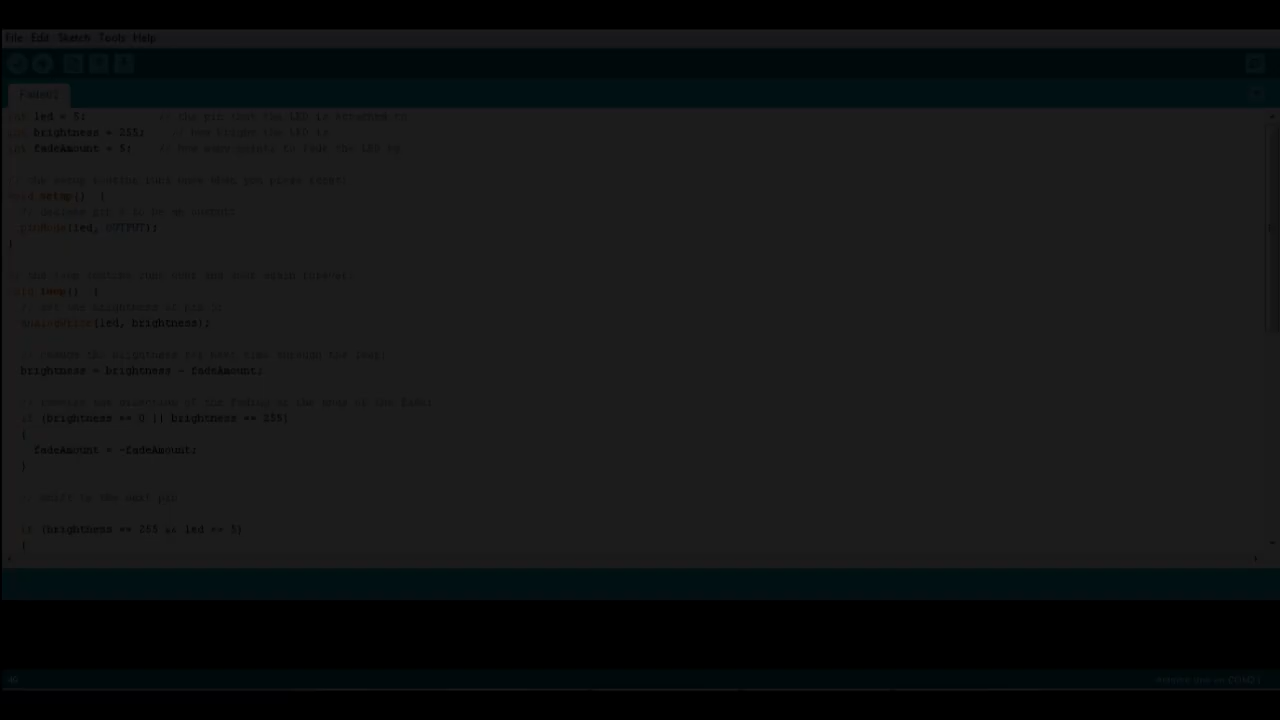 File Edit Sketch Tools Help
int led = 5; // the pin that the LED is attached to
int brightness = 255; // how bright the LED is
int fadeAmount = 5; // how many points to fade the LED by
// the setup routine runs once when you press reset:
void setup() {
// declare pin to be an output:
pinMode(led, OUTPUT);
}
// the loop routine runs over and over again forever:
void loop() {
// set the brightness of pin
analogWrite(led, brightness);
// change the brightness for next time through the loop:
brightness = brightness - fadeAmount;
// reverse the direction of the fading at the ends of the fade:
if (brightness == 0 || brightness == 255)
{
fadeAmount = -fadeAmount;
}
// shift to the next pin
if (brightness == 255 && led == 5)
{